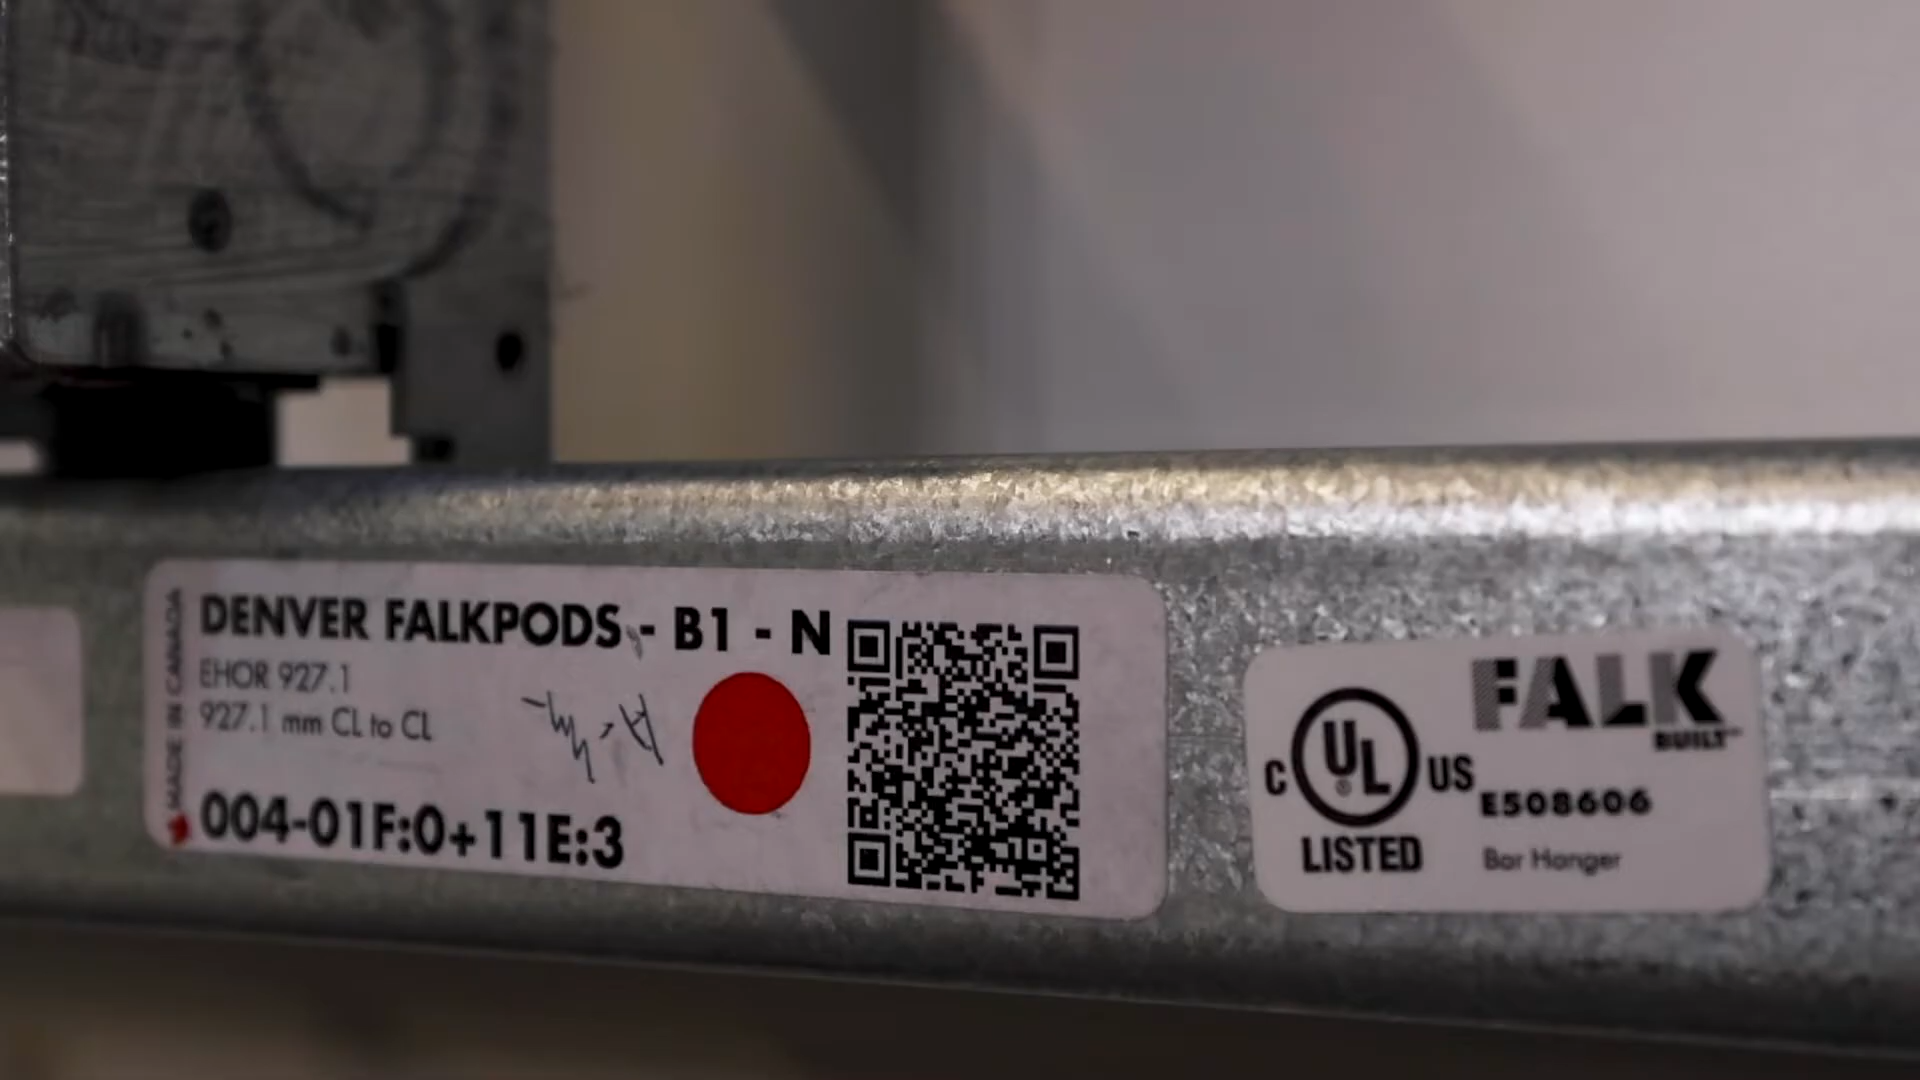 MADE IN CANADA
DENVER FALKPODS - B1 - N
EHOR 927.1
927.1 mm CL to CL
004-01F:0+11E:3
C UL US
®
LISTED
FALK
BUILT™
E508606
Bar Hanger